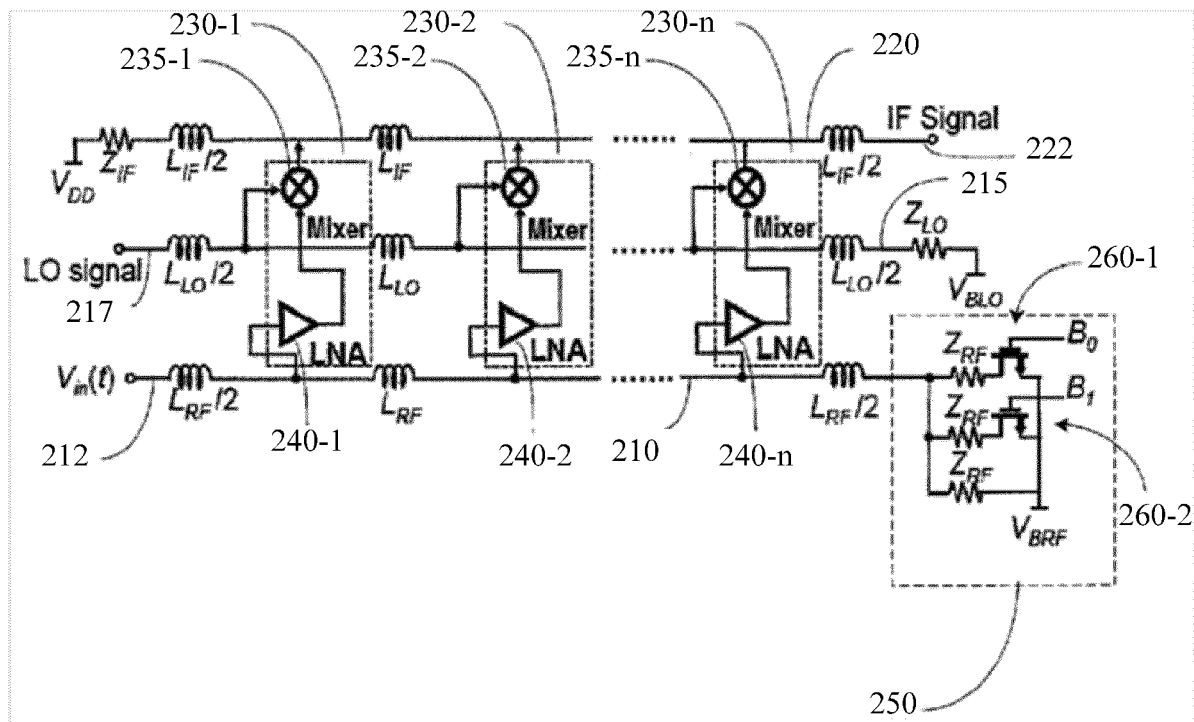 230-1 230-2 230-n
235-1 235-2 235-n 220
IF Signal
Z_IF L_IF/2 L_IF L_IF/2 222
V_DD 215
Mixer Mixer Mixer Z_LO
LO signal L_LO/2 L_LO L_LO/2 V_BLO 260-1
217
LNA LNA LNA Z_RF B_0
V_in(t) L_RF/2 L_RF L_RF/2 Z_RF B_1
212 240-1 240-2 210 240-n Z_RF
V_BRF 260-2
250